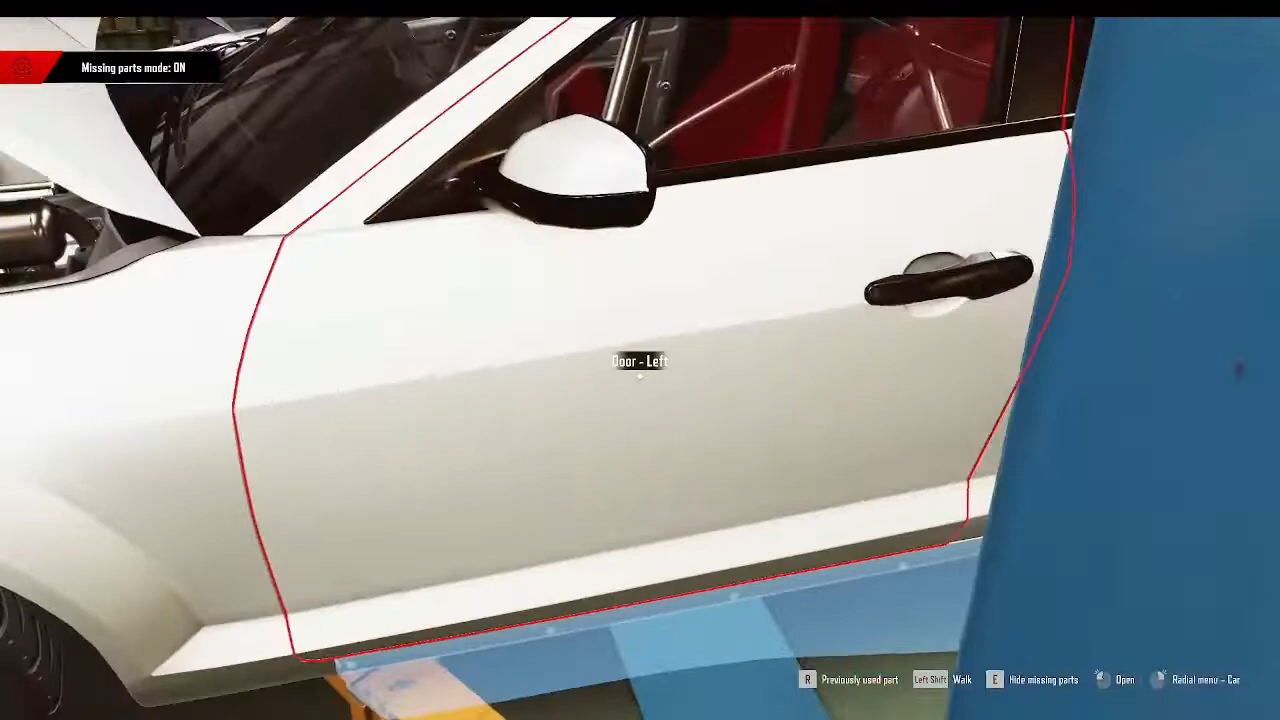 Missing parts mode: ON
Door - Left
R Previously used part Left Shift Walk E Hide missing parts Open Radial menu - Car